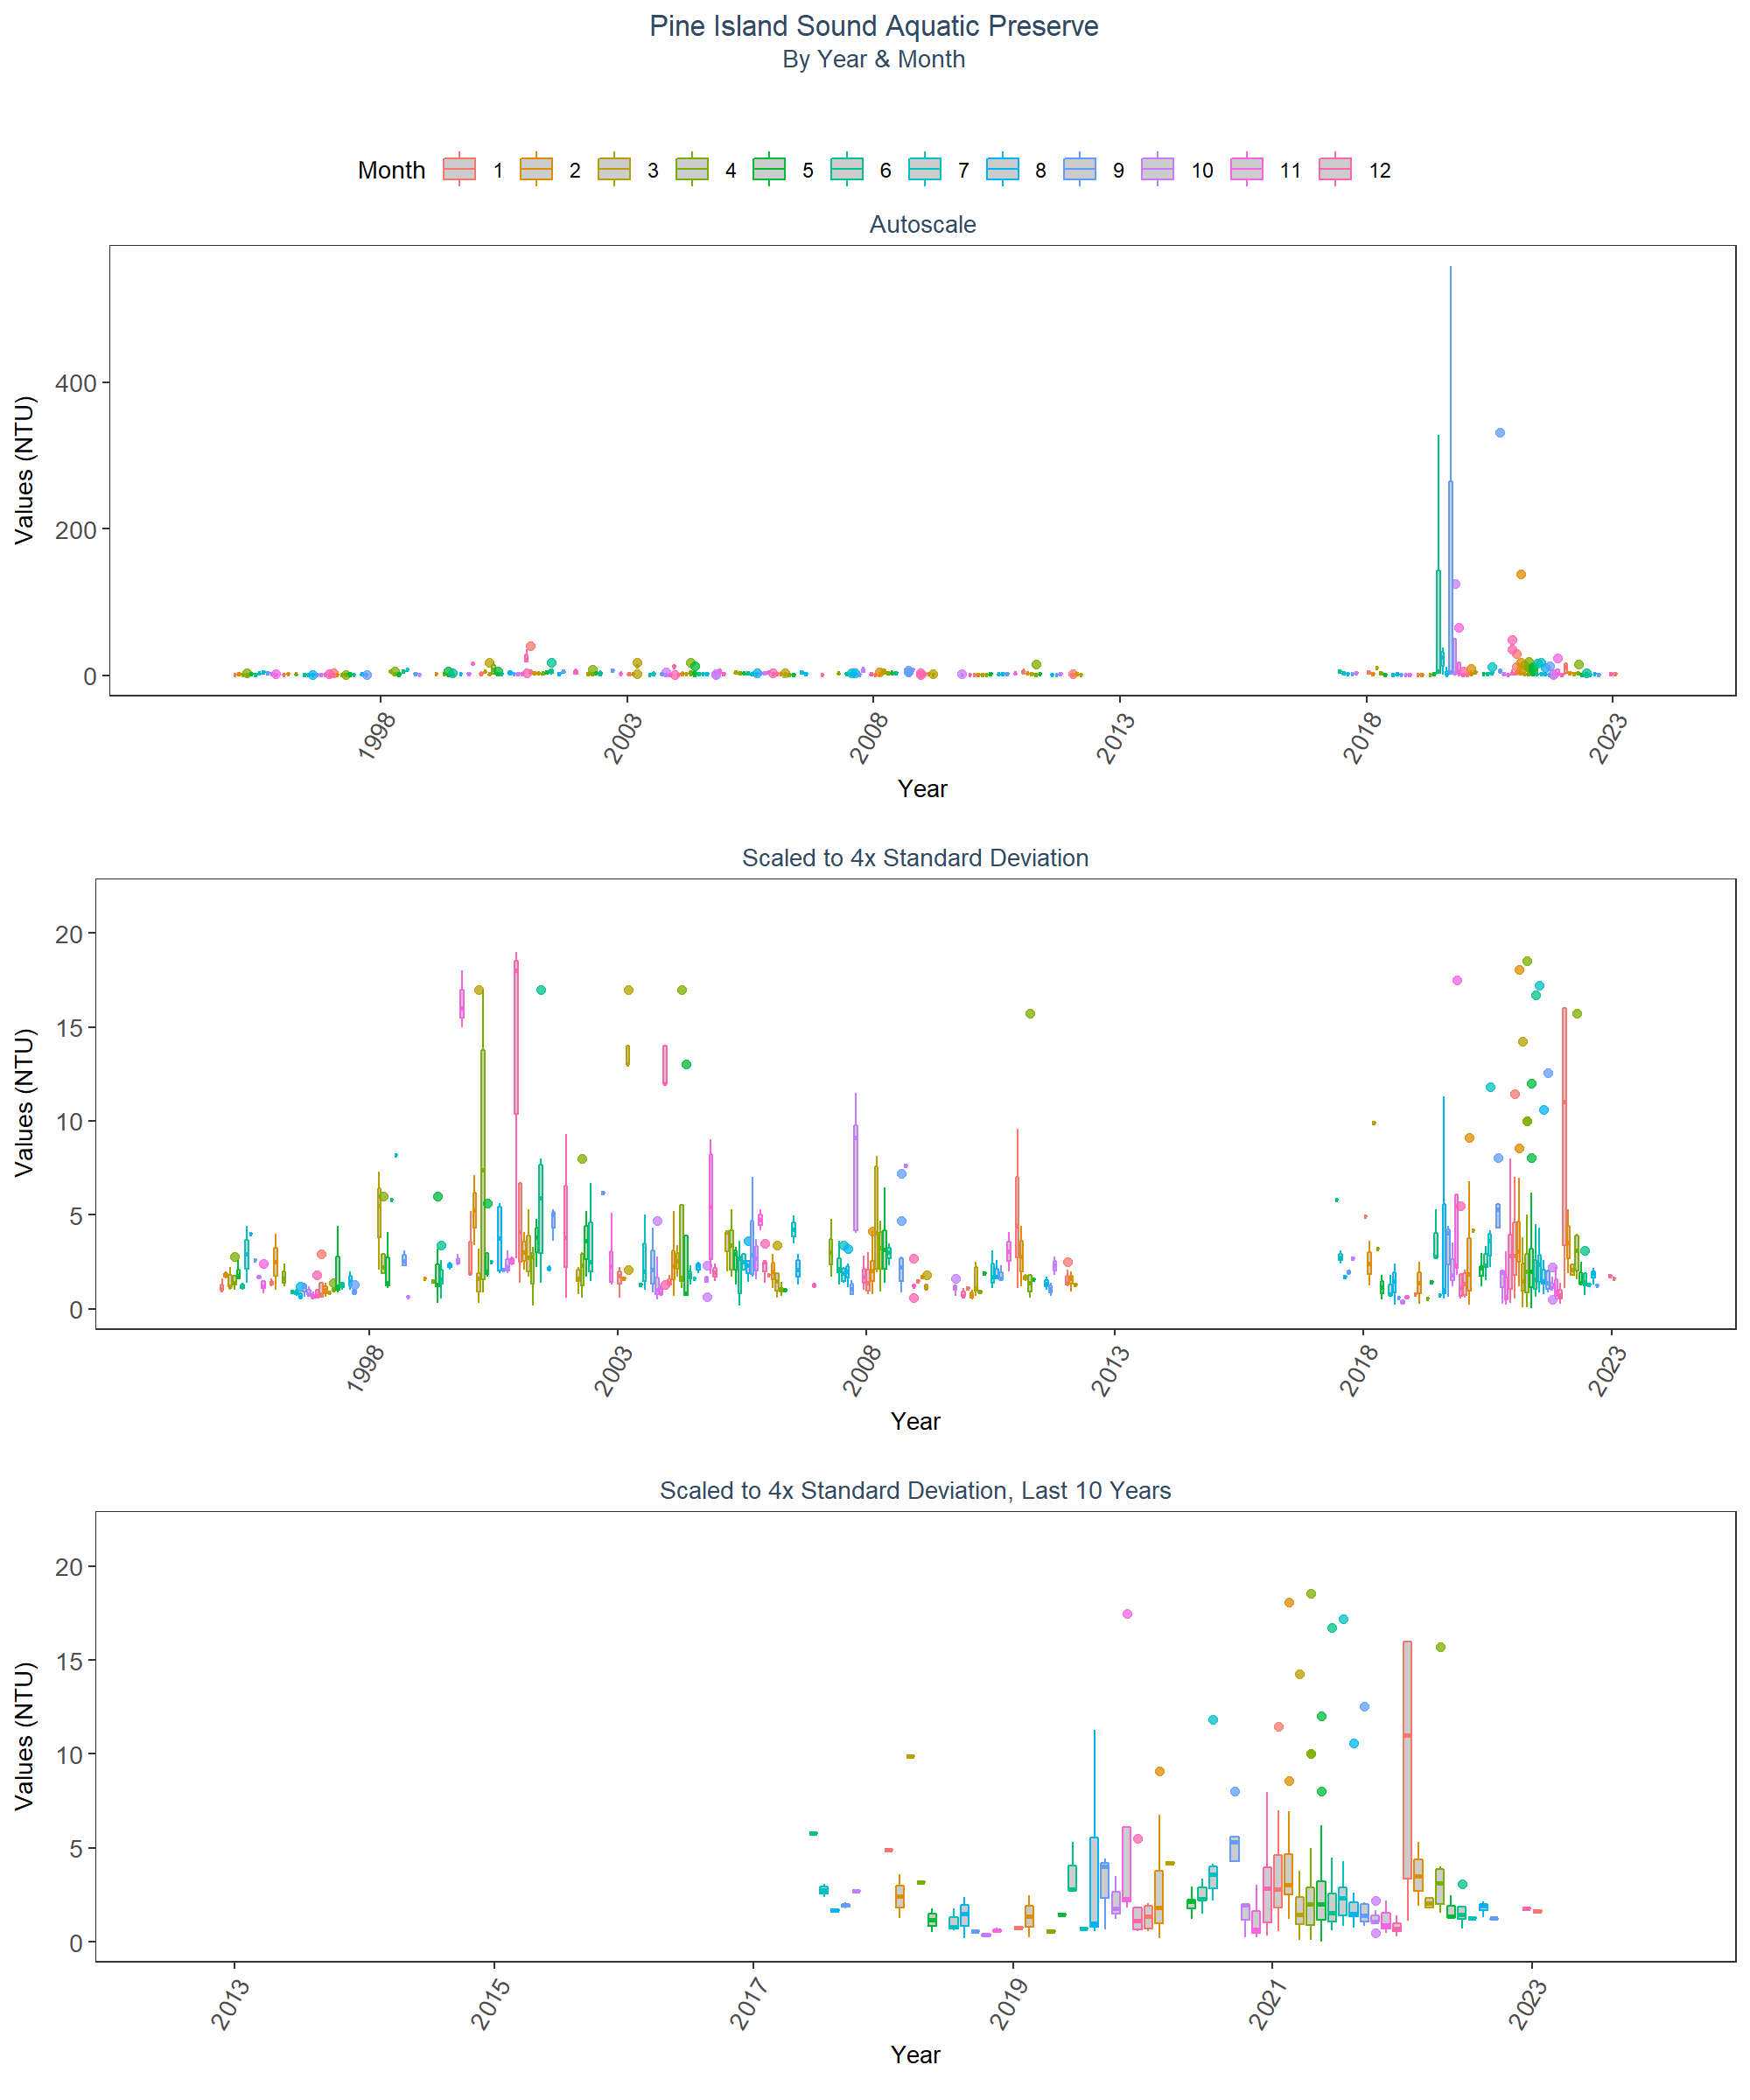 Pine Island Sound Aquatic Preserve
By Year & Month
Month 1 2 3 4 5 6 7 8 9 10 11 12
Autoscale
Values (NTU)
400
200
0
1998 2003 2008 2013 2018 2023
Year
Scaled to 4x Standard Deviation
Values (NTU)
20
15
10
5
0
1998 2003 2008 2013 2018 2023
Year
Scaled to 4x Standard Deviation, Last 10 Years
Values (NTU)
20
15
10
5
0
2013 2015 2017 2019 2021 2023
Year